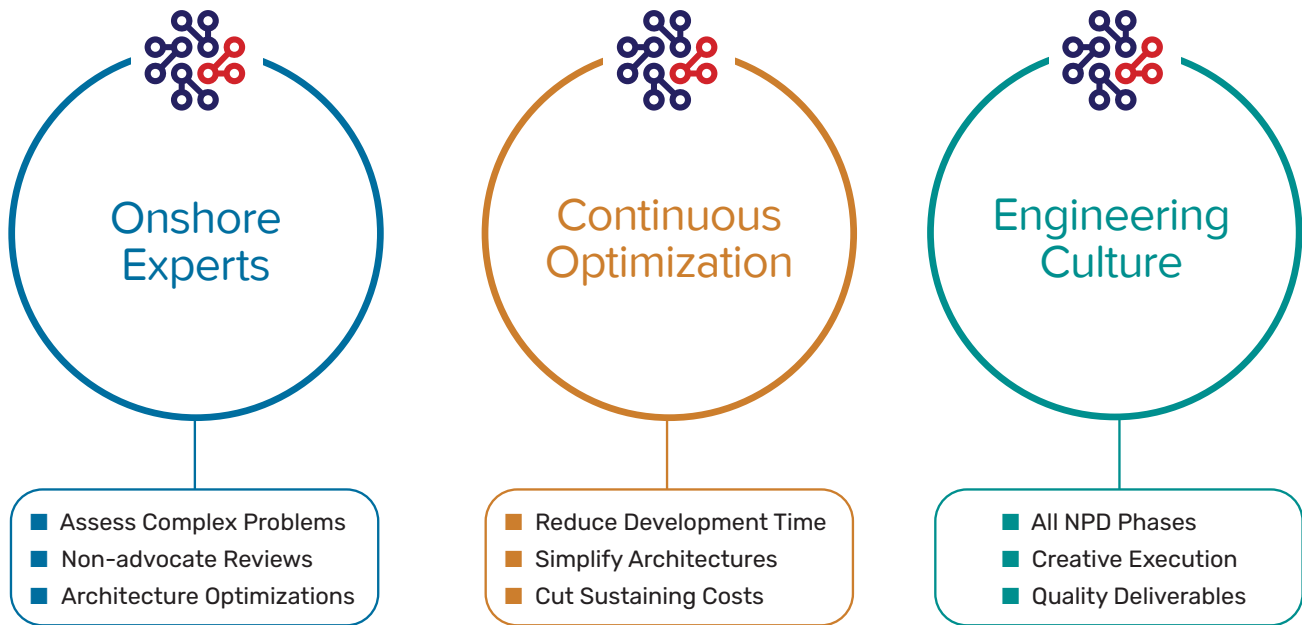 Onshore
Experts
Continuous
Optimization
Engineering
Culture
Assess Complex Problems
Non-advocate Reviews
Architecture Optimizations
Reduce Development Time
Simplify Architectures
Cut Sustaining Costs
All NPD Phases
Creative Execution
Quality Deliverables